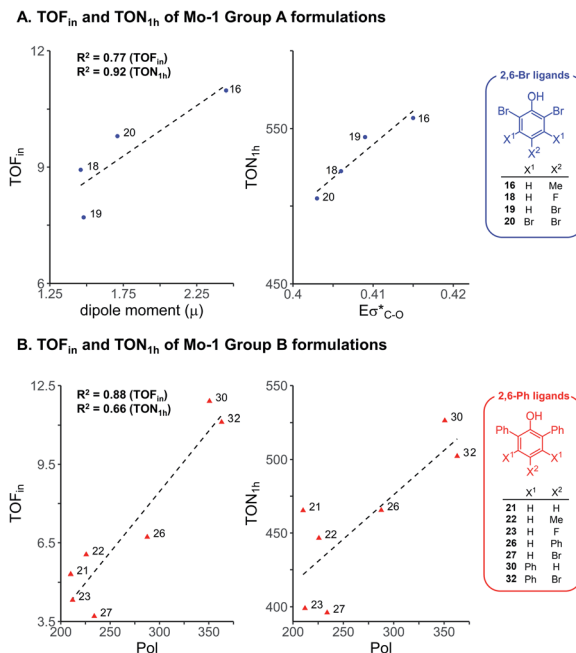 A. TOFin and TON1h of Mo-1 Group A formulations
R² = 0.77 (TOFin)
R² = 0.92 (TON1h)
12
9
6
TOFin
16
20
18
19
1.25
1.75
2.25
dipole moment (μ)
600
450
TON1h
16
19
18
20
0.4
0.41
0.42
Eσ*C-O
2,6-Br ligands
OH
Br
Br
X¹
X¹
X²
X¹ X²
16 H Me
18 H F
19 H Br
20 Br Br
B. TOFin and TON1h of Mo-1 Group B formulations
R² = 0.88 (TOFin)
R² = 0.66 (TON1h)
12.5
9.5
6.5
3.5
TOFin
30
32
26
22
21
23
27
200
250
300
350
Pol
550
500
450
400
TON1h
30
32
21
26
22
23
27
200
250
300
350
Pol
2,6-Ph ligands
OH
Ph
Ph
X¹
X¹
X²
X¹ X²
21 H H
22 H Me
23 H F
26 H Ph
27 H Br
30 Ph H
32 Ph Br